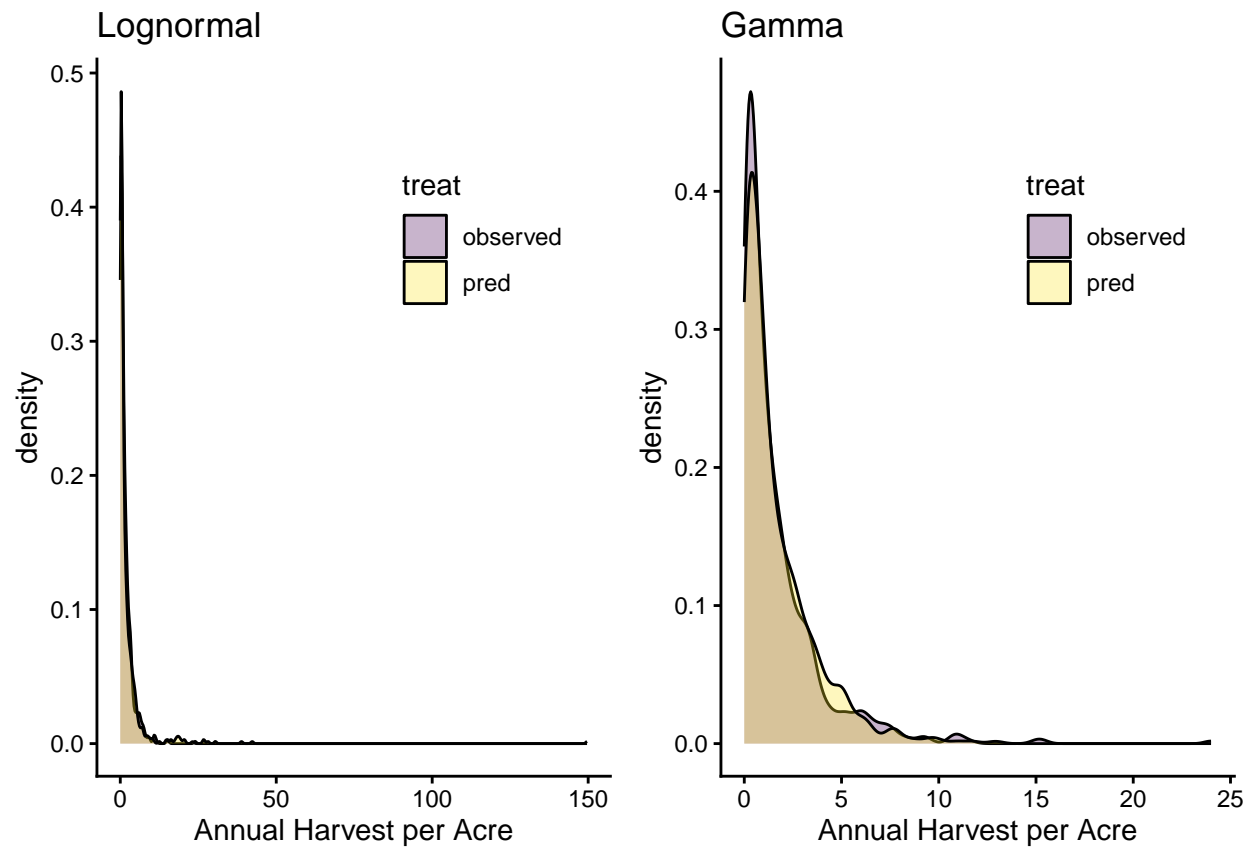 Lognormal
0.5
0.4
0.3
0.2
0.1
0.0
density
0
50
100
150
Annual Harvest per Acre
treat
observed
pred
Gamma
0.4
0.3
0.2
0.1
0.0
density
0
5
10
15
20
25
Annual Harvest per Acre
treat
observed
pred